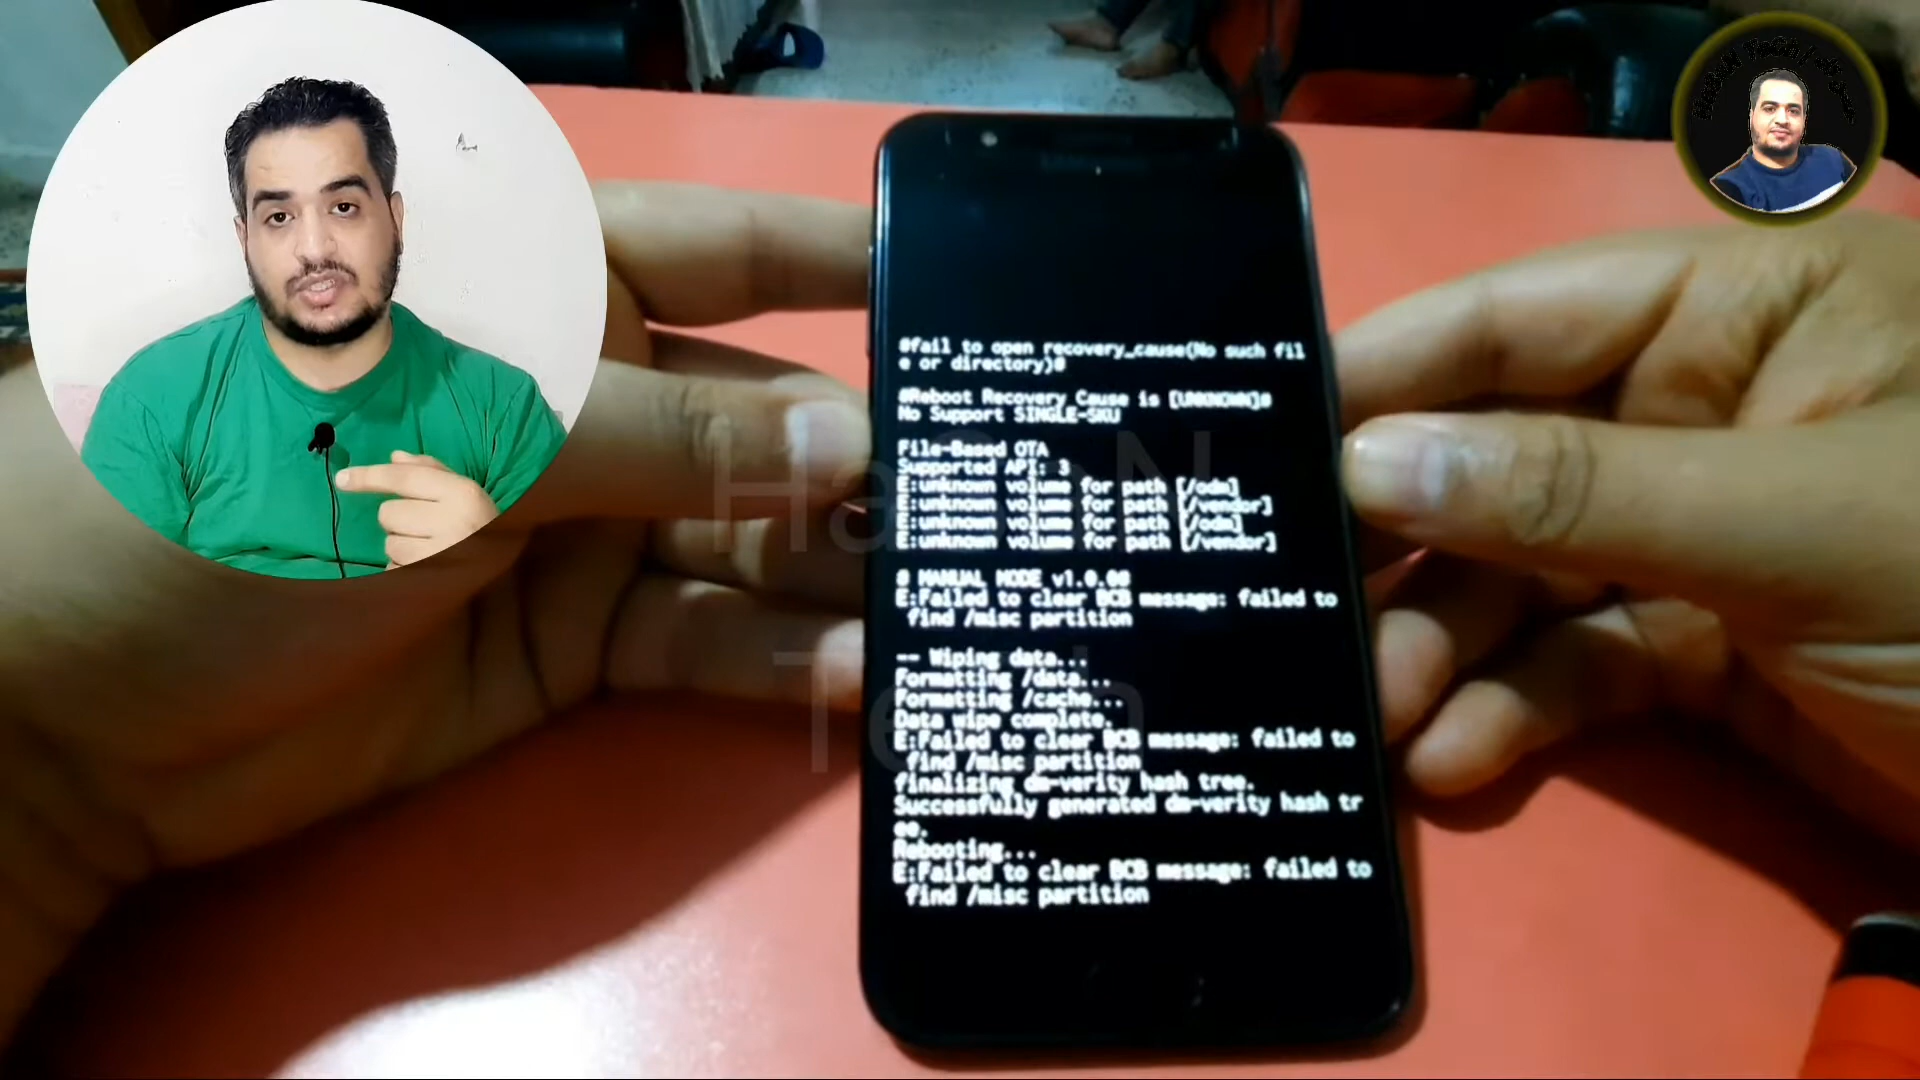 #fail to open recovery_cause(No such fil
e or directory)#
#Reboot Recovery Cause is [UNKNOWN]#
No Support SINGLE-SKU
File-Based OTA
Supported API: 3
E:unknown volume for path [/odm]
E:unknown volume for path [/vendor]
E:unknown volume for path [/odm]
E:unknown volume for path [/vendor]
# MANUAL MODE v1.0.0#
E:Failed to clear BCB message: failed to
find /misc partition
-- Wiping data...
Formatting /data...
Formatting /cache...
Data wipe complete.
E:Failed to clear BCB message: failed to
find /misc partition
finalizing dm-verity hash tree.
Successfully generated dm-verity hash tr
ee.
Rebooting...
E:Failed to clear BCB message: failed to
find /misc partition
HaSaN
Tech